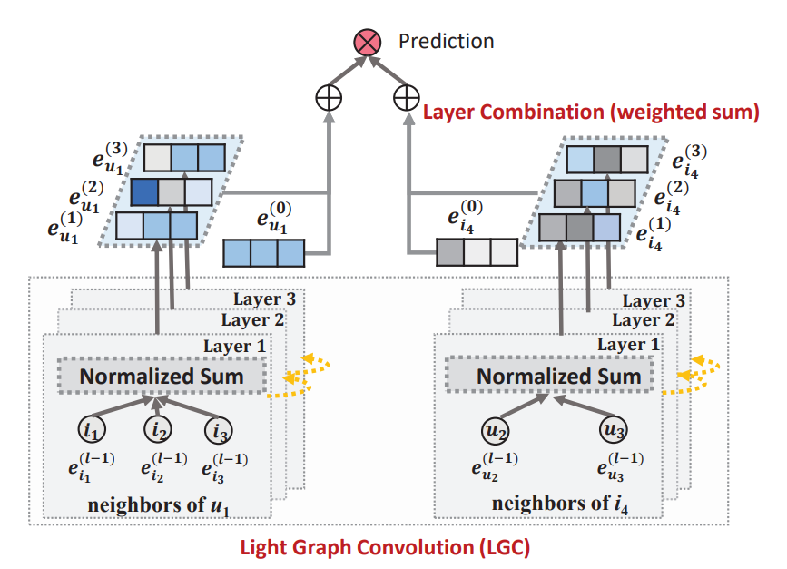 Prediction
Layer Combination (weighted sum)
e_{u_1}^{(3)}
e_{u_1}^{(2)}
e_{u_1}^{(1)}
e_{u_1}^{(0)}
e_{i_4}^{(0)}
e_{i_4}^{(3)}
e_{i_4}^{(2)}
e_{i_4}^{(1)}
Layer 3
Layer 2
Layer 1
Normalized Sum
i_1 i_2 i_3
e_{i_1}^{(l-1)} e_{i_2}^{(l-1)} e_{i_3}^{(l-1)}
neighbors of u_1
Layer 3
Layer 2
Layer 1
Normalized Sum
u_2 u_3
e_{u_2}^{(l-1)} e_{u_3}^{(l-1)}
neighbors of i_4
Light Graph Convolution (LGC)